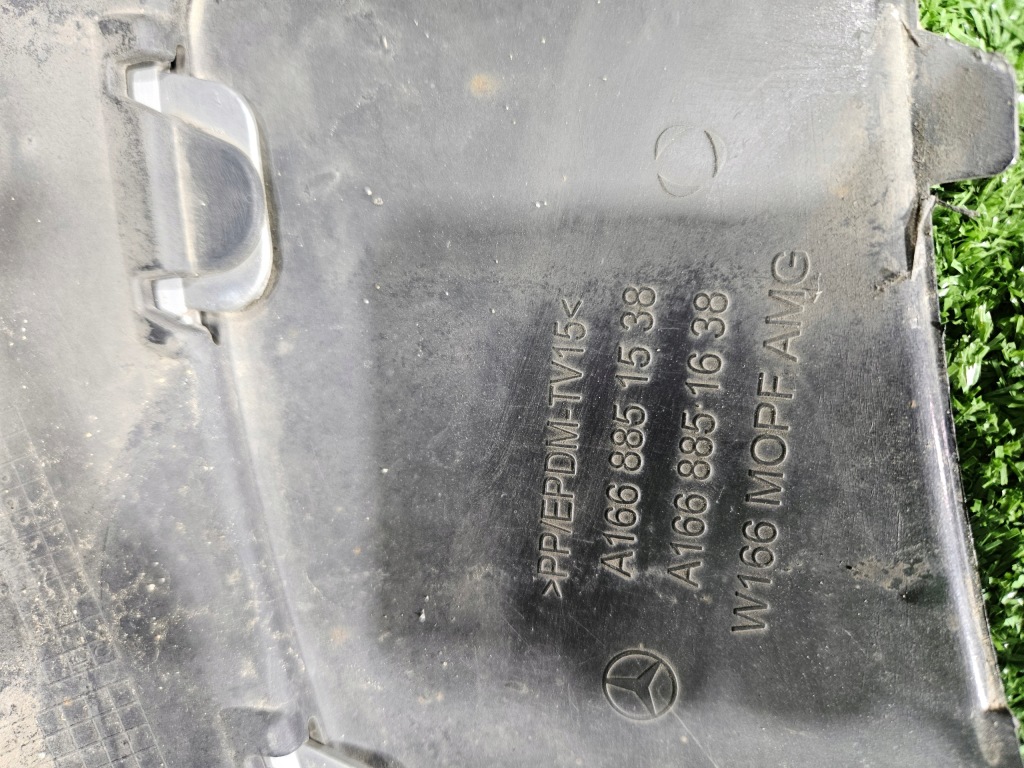 >PP/EPDM-TV15<
A166 885 15 38
A166 885 16 38
W166 MOPF AMG